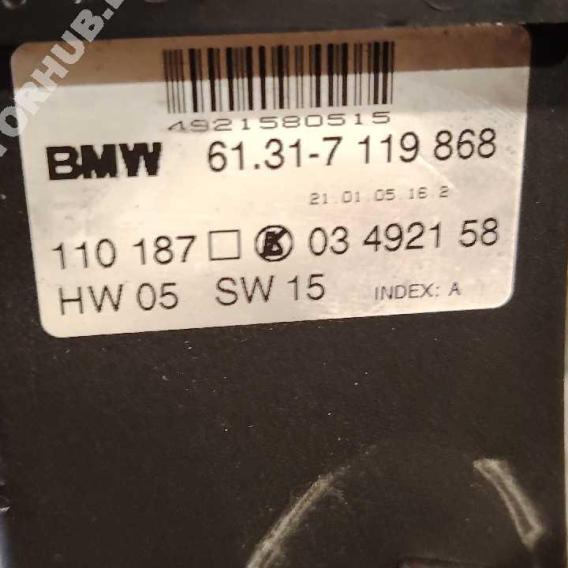 4921580515
BMW 61.31-7 119 868
21.01.05.16 2
110 187 □ K 03 4921 58
HW 05 SW 15 INDEX: A